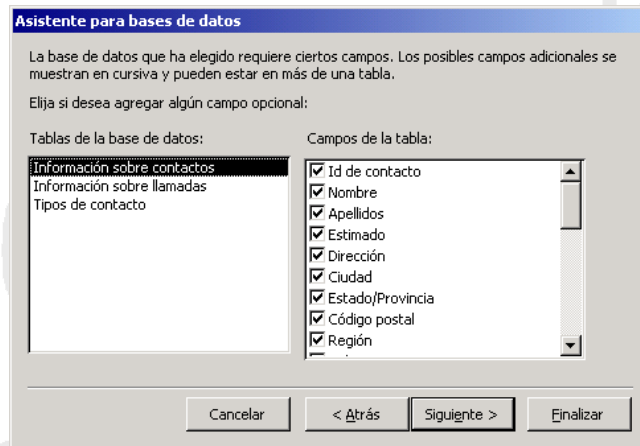 Asistente para bases de datos
La base de datos que ha elegido requiere ciertos campos. Los posibles campos adicionales se
muestran en cursiva y pueden estar en más de una tabla.
Elija si desea agregar algún campo opcional:
Tablas de la base de datos:
Información sobre contactos
Información sobre llamadas
Tipos de contacto
Campos de la tabla:
Id de contacto
Nombre
Apellidos
Estimado
Dirección
Ciudad
Estado/Provincia
Código postal
Región
Cancelar
< Atrás
Siguiente >
Finalizar